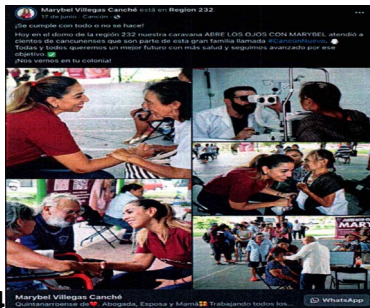 Marybel Villegas Canché está en Region 232.
17 de junio · Cancún ·
¡Se cumple con todo o no se hace!
Hoy en el domo de la región 232 nuestra caravana ABRE LOS OJOS CON MARYBEL atendió a
cientos de cancunenses que son parte de esta gran familia llamada #CancúnNuevo.
Todas y todos queremos un mejor futuro con más salud y seguimos avanzado por ese
objetivo.
¡Nos vemos en tu colonia!
MARY
Marybel Villegas Canché
Quintanarroense de, Abogada, Esposa y Mamá Trabajando todos los...
WhatsApp